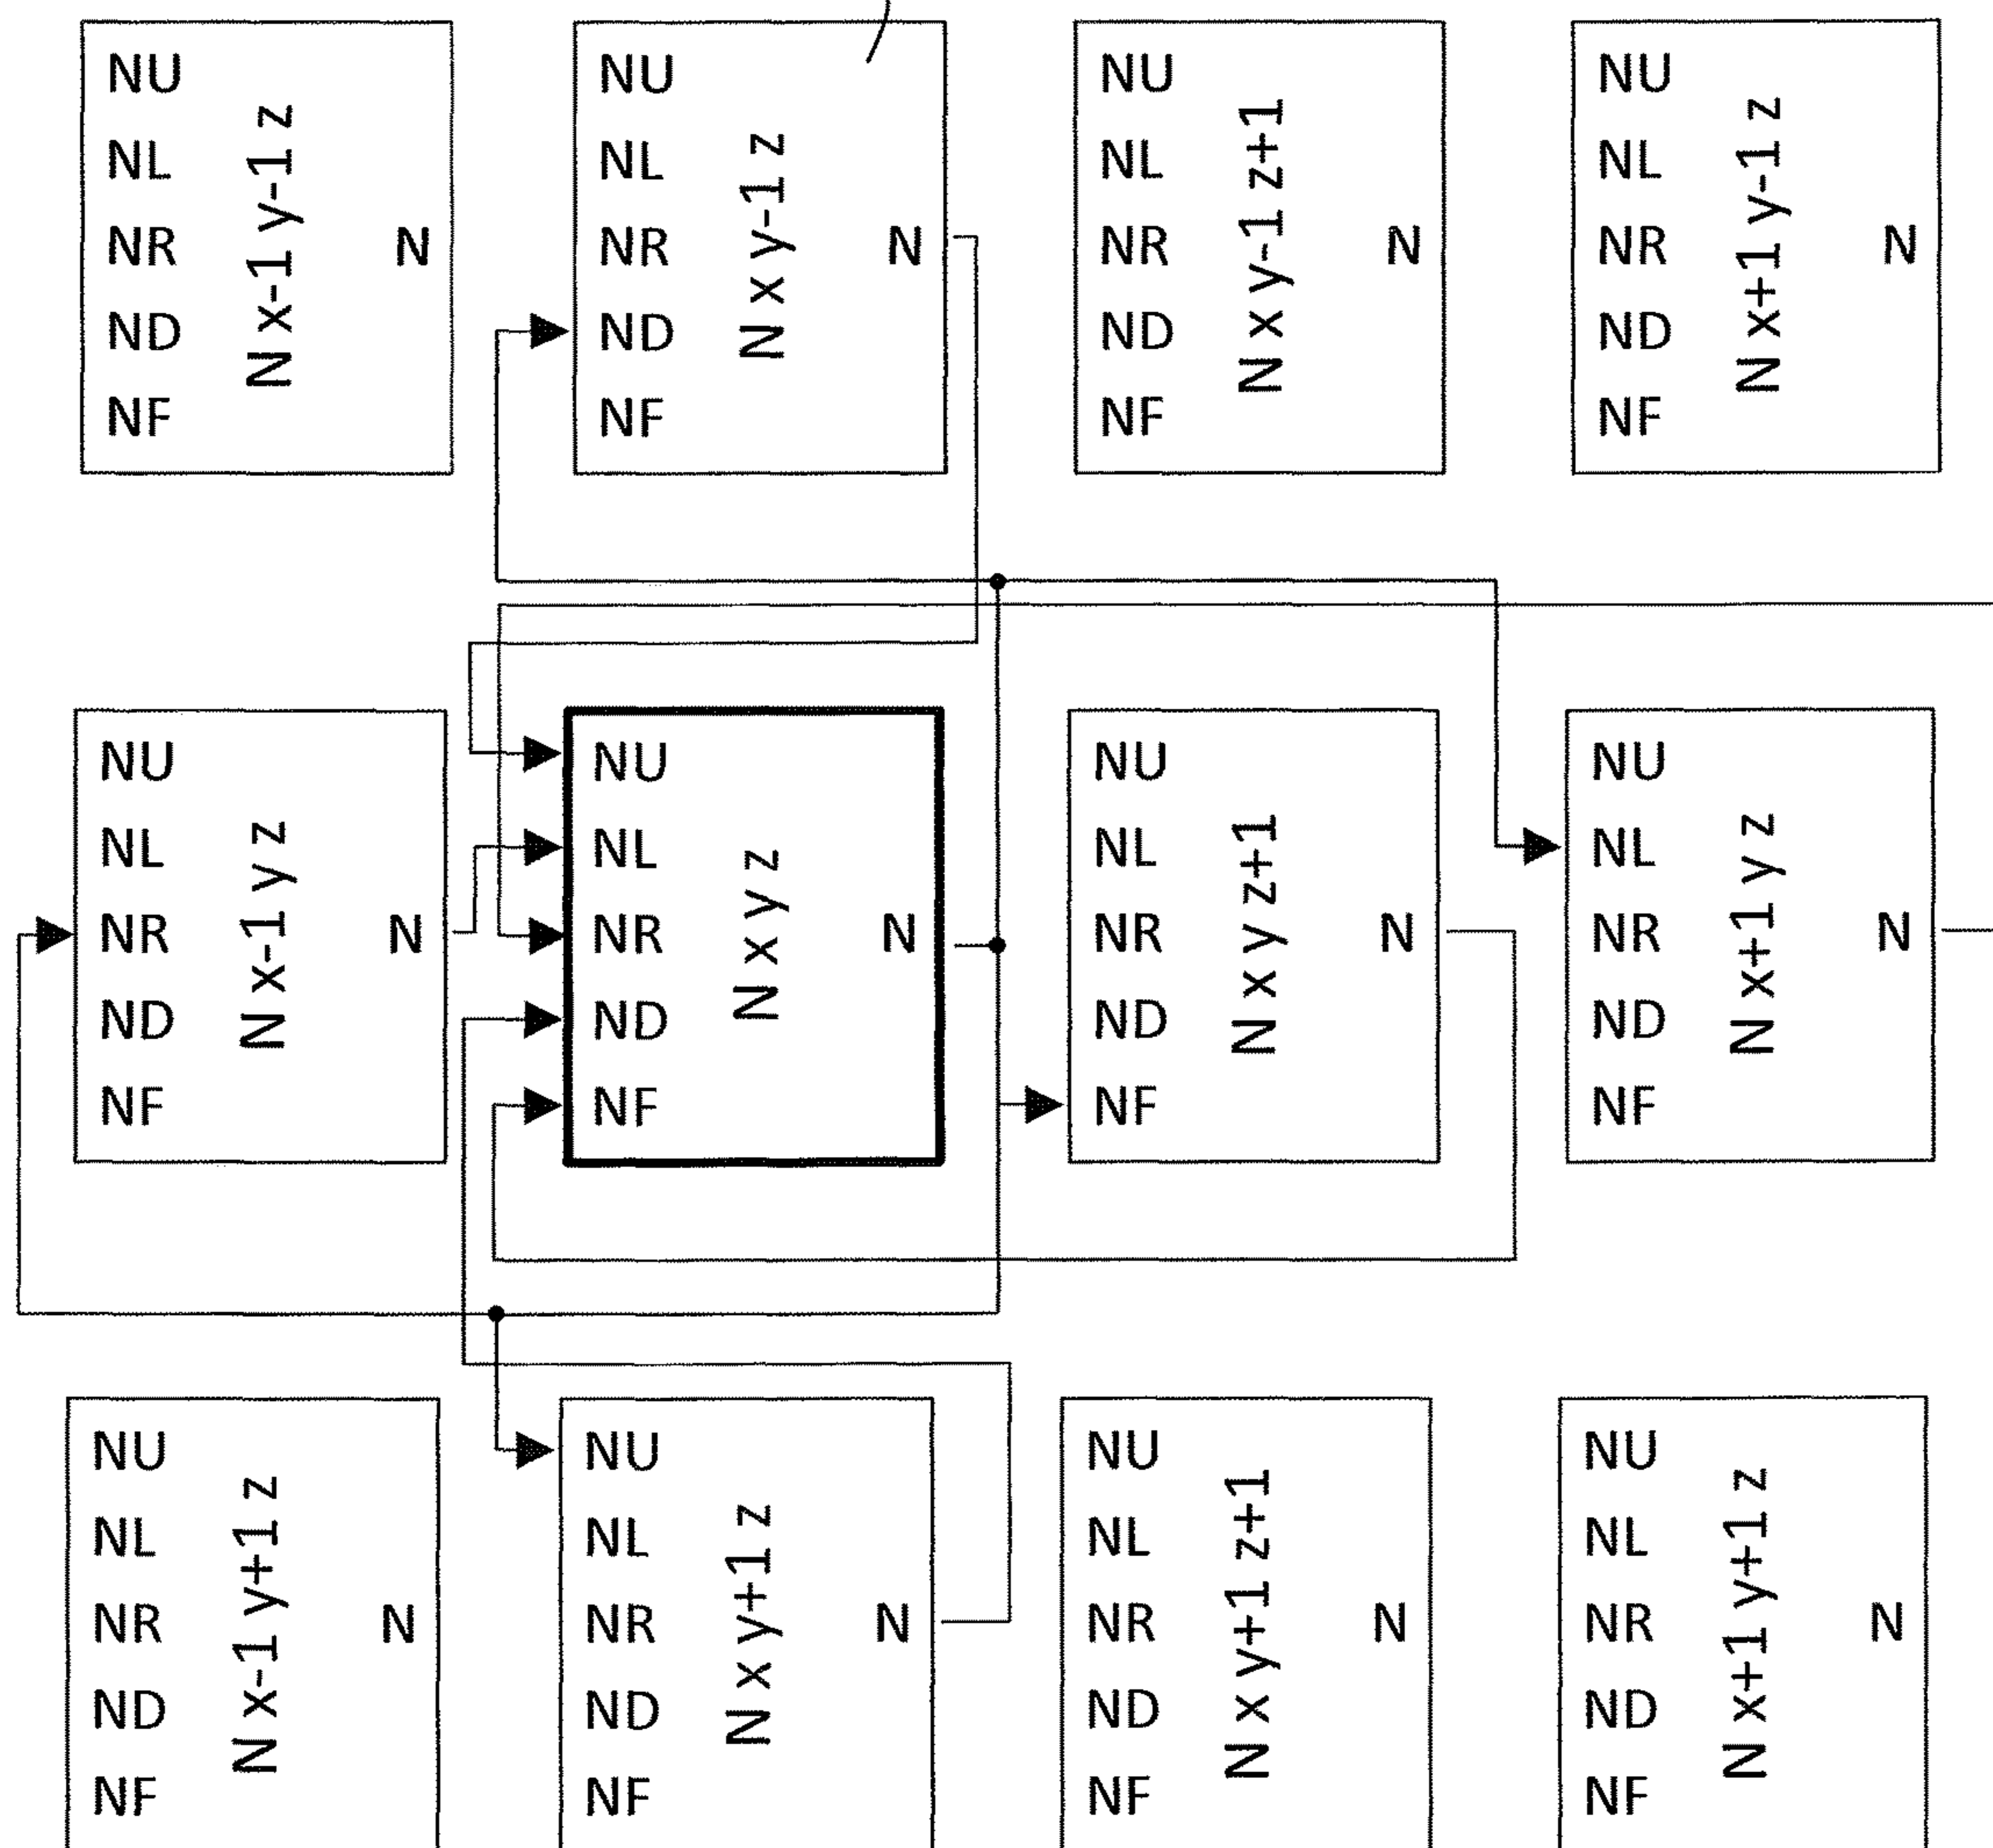 NU
NL
NR
ND
NF
N x-1 y-1 z
N
NU
NL
NR
ND
NF
N x y-1 z
N
NU
NL
NR
ND
NF
N x y-1 z+1
N
NU
NL
NR
ND
NF
N x+1 y-1 z
N
NU
NL
NR
ND
NF
N x-1 y z
N
NU
NL
NR
ND
NF
N x y z
N
NU
NL
NR
ND
NF
N x y z+1
N
NU
NL
NR
ND
NF
N x+1 y z
N
NU
NL
NR
ND
NF
N x-1 y+1 z
N
NU
NL
NR
ND
NF
N x y+1 z
N
NU
NL
NR
ND
NF
N x y+1 z+1
N
NU
NL
NR
ND
NF
N x+1 y+1 z
N